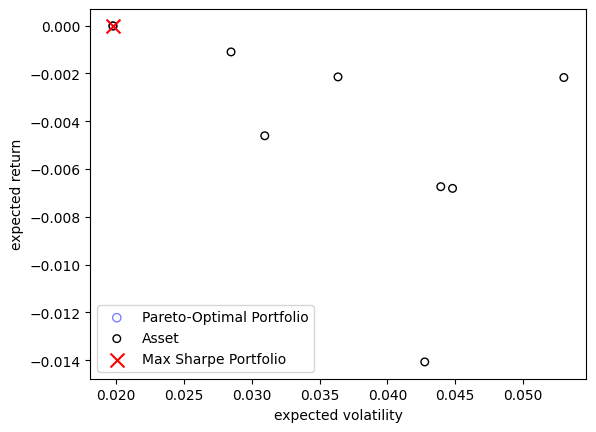 0.000
−0.002
−0.004
−0.006
−0.008
−0.010
−0.012
−0.014
expected return
Pareto-Optimal Portfolio
Asset
Max Sharpe Portfolio
0.020 0.025 0.030 0.035 0.040 0.045 0.050
expected volatility